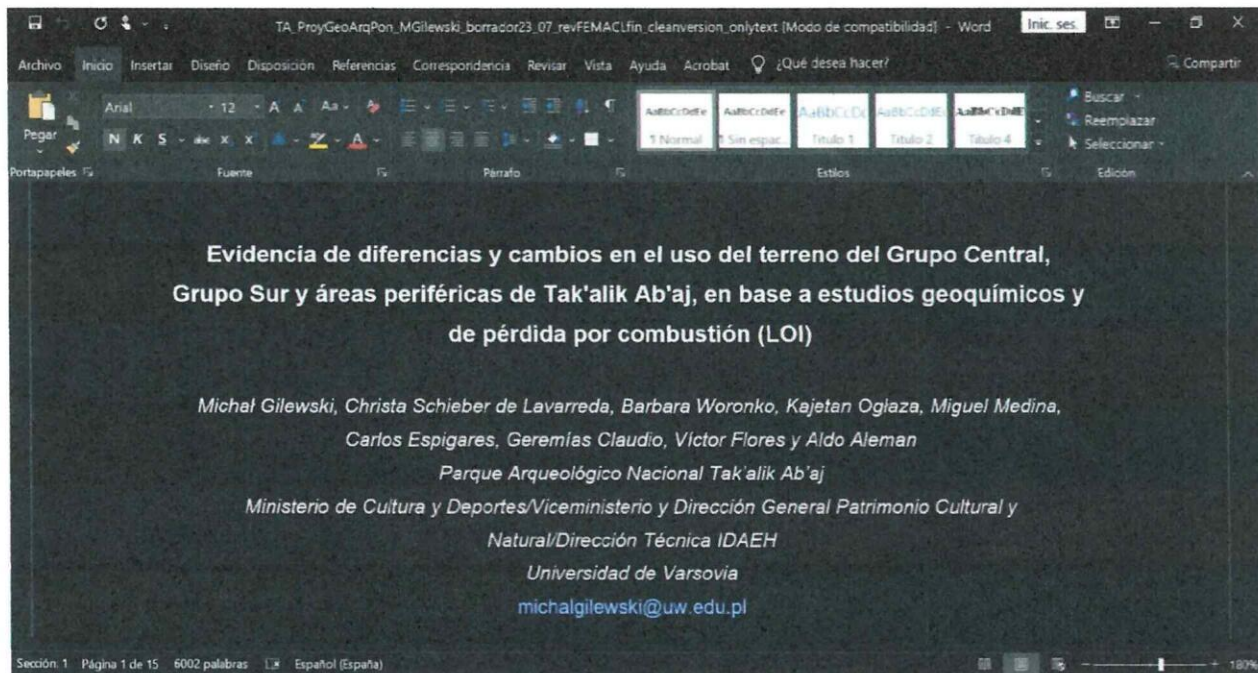 TA_ProyGeoArqPon_MGilewski_borrador23_07_revFEMACLfin_cleanversion_onlytext [Modo de compatibilidad] - Word
Inic. ses.
Archivo Inicio Insertar Diseño Disposición Referencias Correspondencia Revisar Vista Ayuda Acrobat ¿Qué desea hacer? Compartir
Pegar
Arial 12 A A Aa
N K S abc X X A
AaBbCcDdEe AaBbCcDdEe AaBbCcDc AaBbCcDdE AaBbCcDdE
¶ Normal ¶ Sin espac... Título 1 Título 2 Título 4
Buscar
Reemplazar
Seleccionar
Portapapeles Fuente Párrafo Estilos Edición
Evidencia de diferencias y cambios en el uso del terreno del Grupo Central,
Grupo Sur y áreas periféricas de Tak'alik Ab'aj, en base a estudios geoquímicos y
de pérdida por combustión (LOI)
Michał Gilewski, Christa Schieber de Lavarreda, Barbara Woronko, Kajetan Ogłaza, Miguel Medina,
Carlos Espigares, Geremías Claudio, Víctor Flores y Aldo Aleman
Parque Arqueológico Nacional Tak'alik Ab'aj
Ministerio de Cultura y Deportes/Viceministerio y Dirección General Patrimonio Cultural y
Natural/Dirección Técnica IDAEH
Universidad de Varsovia
michalgilewski@uw.edu.pl
Sección: 1 Página 1 de 15 6002 palabras Español (España) 180%